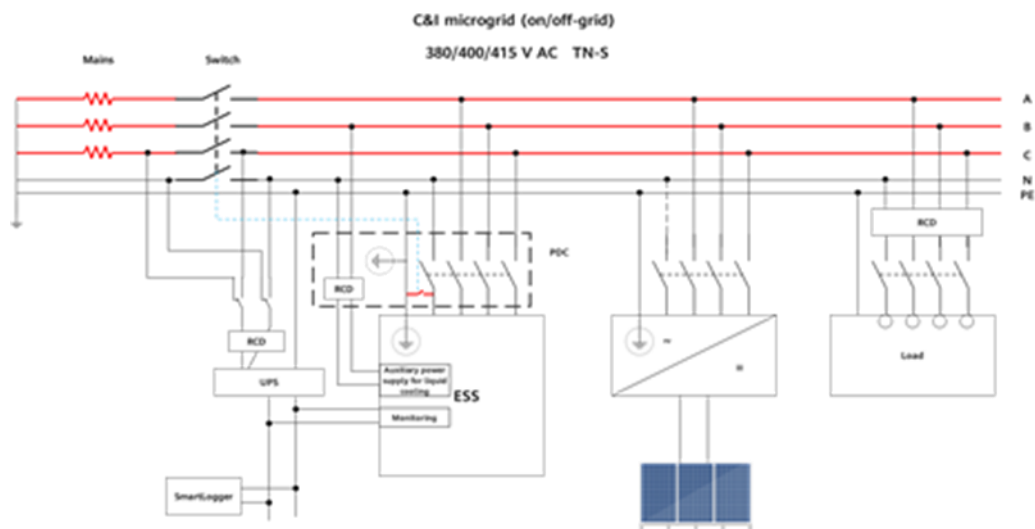 C&I microgrid (on/off-grid)
380/400/415 V AC TN-S
Mains
Switch
A
B
C
N
PE
RCD
PDC
RCD
RCD
UPS
Auxiliary power
supply for liquid
cooling
ESS
Monitoring
Load
SmartLogger
~
=